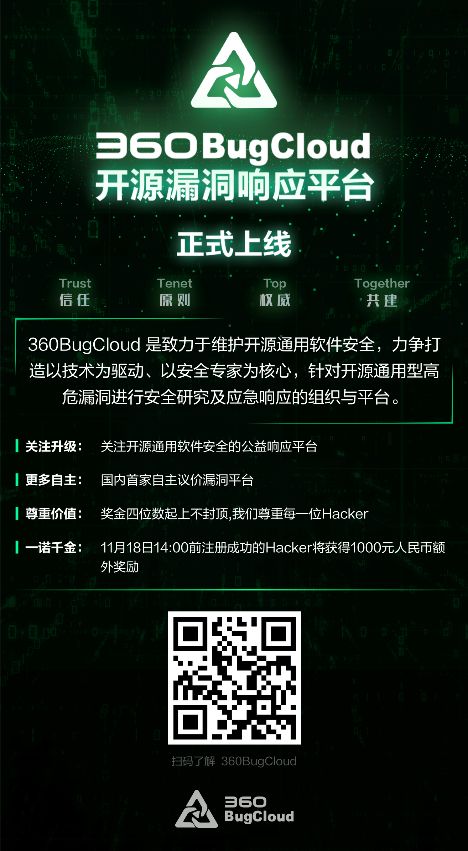 360BugCloud
开源漏洞响应平台
正式上线
Trust Tenet Top Together
信任 原则 权威 共建
360BugCloud 是致力于维护开源通用软件安全，力争打
造以技术为驱动、以安全专家为核心，针对开源通用型高
危漏洞进行安全研究及应急响应的组织与平台。
关注升级： 关注开源通用软件安全的公益响应平台
更多自主： 国内首家自主议价漏洞平台
尊重价值： 奖金四位数起上不封顶,我们尊重每一位Hacker
一诺千金： 11月18日14:00前注册成功的Hacker将获得1000元人民币额
外奖励
扫码了解 360BugCloud
360
BugCloud